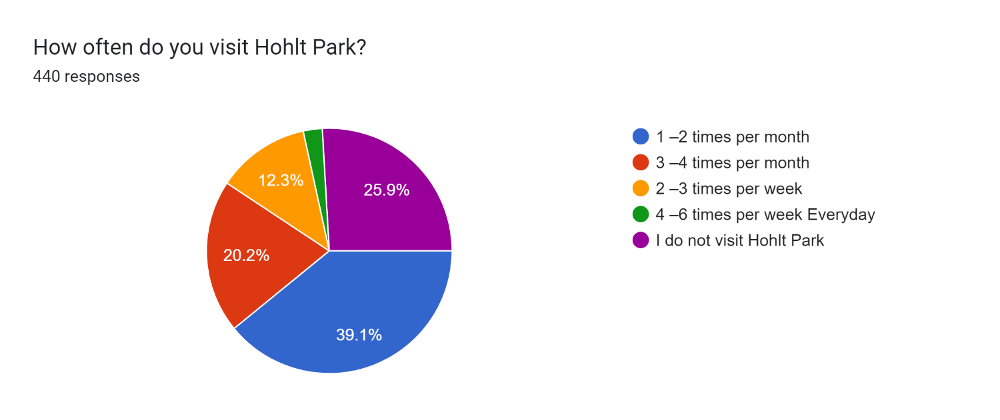 How often do you visit Hohlt Park?
440 responses
12.3%
25.9%
20.2%
39.1%
1 –2 times per month
3 –4 times per month
2 –3 times per week
4 –6 times per week Everyday
I do not visit Hohlt Park